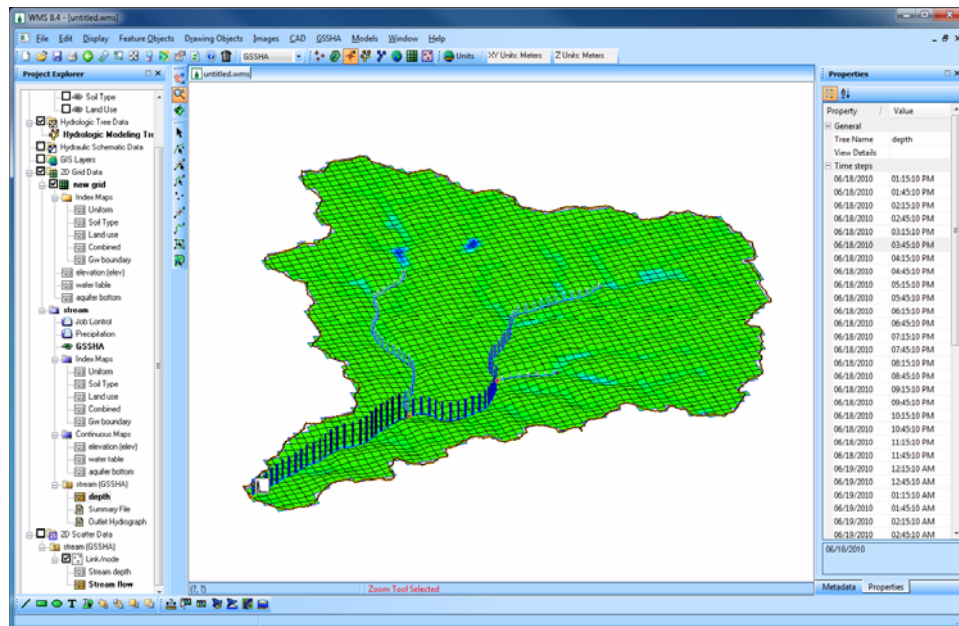 WMS 8.4 - [untitled.wms]
File Edit Display Feature Objects Drawing Objects Images CAD GSSHA Models Window Help
GSSHA Units XY Units: Meters Z Units: Meters
Project Explorer
Soil Type
Land Use
Hydrologic Tree Data
Hydrologic Modeling Tre
Hydraulic Schematic Data
GIS Layers
2D Grid Data
new grid
Index Maps
Uniform
Soil Type
Land use
Combined
Gw boundary
elevation (elev)
water table
aquifer bottom
stream
Job Control
Precipitation
GSSHA
Index Maps
Uniform
Soil Type
Land use
Combined
Gw boundary
Continuous Maps
elevation (elev)
water table
aquifer bottom
stream (GSSHA)
depth
Summary File
Outlet Hydrograph
2D Scatter Data
stream (GSSHA)
Link/node
Stream depth
Stream flow
untitled.wms
(?, ?)
Zoom Tool Selected
T
Properties
Property / Value
General
Tree Name depth
View Details
Time steps
06/18/2010 01:15:10 PM
06/18/2010 01:45:10 PM
06/18/2010 02:15:10 PM
06/18/2010 02:45:10 PM
06/18/2010 03:15:10 PM
06/18/2010 03:45:10 PM
06/18/2010 04:15:10 PM
06/18/2010 04:45:10 PM
06/18/2010 05:15:10 PM
06/18/2010 05:45:10 PM
06/18/2010 06:15:10 PM
06/18/2010 06:45:10 PM
06/18/2010 07:15:10 PM
06/18/2010 07:45:10 PM
06/18/2010 08:15:10 PM
06/18/2010 08:45:10 PM
06/18/2010 09:15:10 PM
06/18/2010 09:45:10 PM
06/18/2010 10:15:10 PM
06/18/2010 10:45:10 PM
06/18/2010 11:15:10 PM
06/18/2010 11:45:10 PM
06/19/2010 12:15:10 AM
06/19/2010 12:45:10 AM
06/19/2010 01:15:10 AM
06/19/2010 01:45:10 AM
06/19/2010 02:15:10 AM
06/19/2010 02:45:10 AM
06/18/2010
Metadata Properties